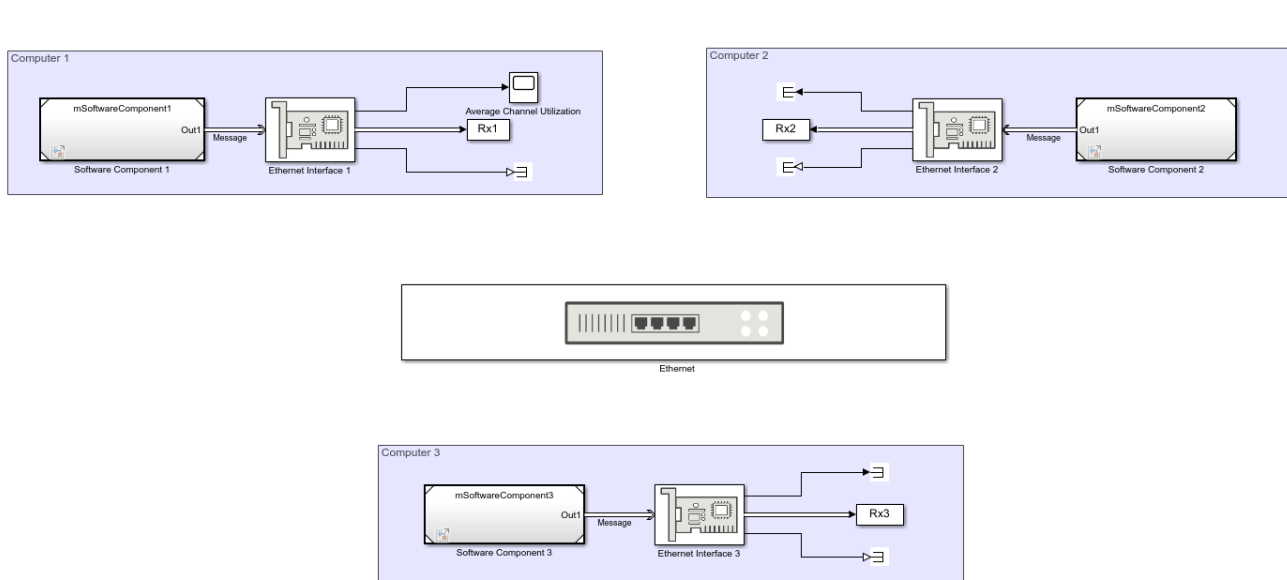 Computer 1
mSoftwareComponent1
Out1
Message
Software Component 1
Ethernet Interface 1
Average Channel Utilization
Rx1
Computer 2
Rx2
Ethernet Interface 2
Message
mSoftwareComponent2
Out1
Software Component 2
Ethernet
Computer 3
mSoftwareComponent3
Out1
Message
Software Component 3
Ethernet Interface 3
Rx3